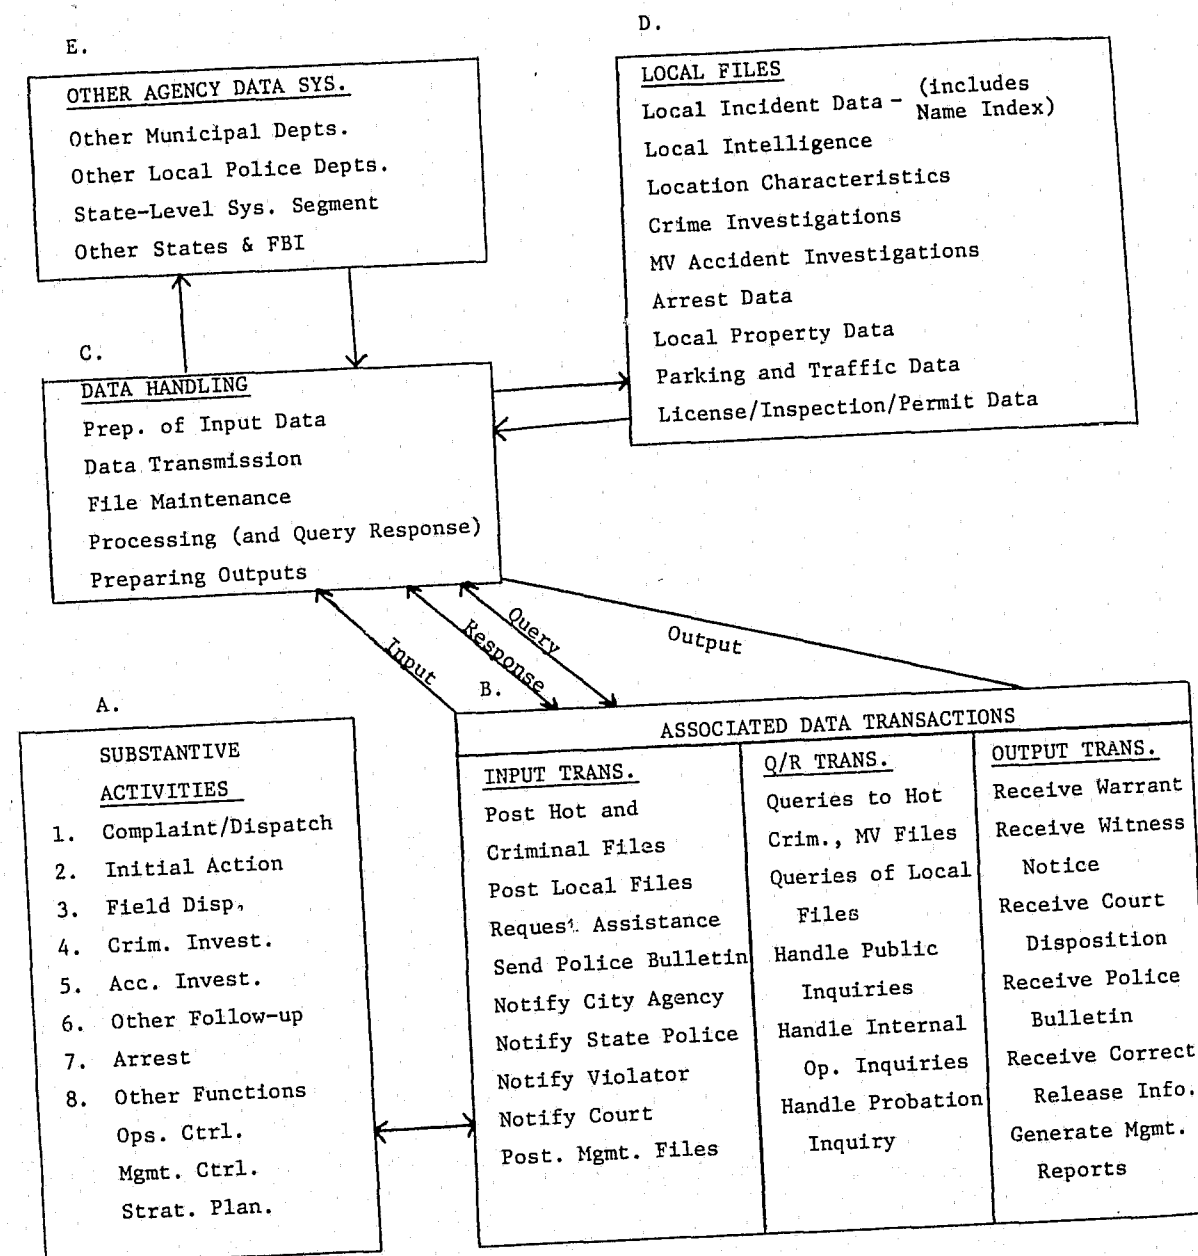 E.
OTHER AGENCY DATA SYS.
Other Municipal Depts.
Other Local Police Depts.
State-Level Sys. Segment
Other States & FBI
D.
LOCAL FILES
Local Incident Data - (includes
Name Index)
Local Intelligence
Location Characteristics
Crime Investigations
MV Accident Investigations
Arrest Data
Local Property Data
Parking and Traffic Data
License/Inspection/Permit Data
C.
DATA HANDLING
Prep. of Input Data
Data Transmission
File Maintenance
Processing (and Query Response)
Preparing Outputs
Input
Response
Query
Output
A.
SUBSTANTIVE
ACTIVITIES
1. Complaint/Dispatch
2. Initial Action
3. Field Disp.
4. Crim. Invest.
5. Acc. Invest.
6. Other Follow-up
7. Arrest
8. Other Functions
Ops. Ctrl.
Mgmt. Ctrl.
Strat. Plan.
B.
ASSOCIATED DATA TRANSACTIONS
INPUT TRANS.
Post Hot and
Criminal Files
Post Local Files
Request Assistance
Send Police Bulletin
Notify City Agency
Notify State Police
Notify Violator
Notify Court
Post. Mgmt. Files
Q/R TRANS.
Queries to Hot
Crim., MV Files
Queries of Local
Files
Handle Public
Inquiries
Handle Internal
Op. Inquiries
Handle Probation
Inquiry
OUTPUT TRANS.
Receive Warrant
Receive Witness
Notice
Receive Court
Disposition
Receive Police
Bulletin
Receive Correct
Release Info.
Generate Mgmt.
Reports